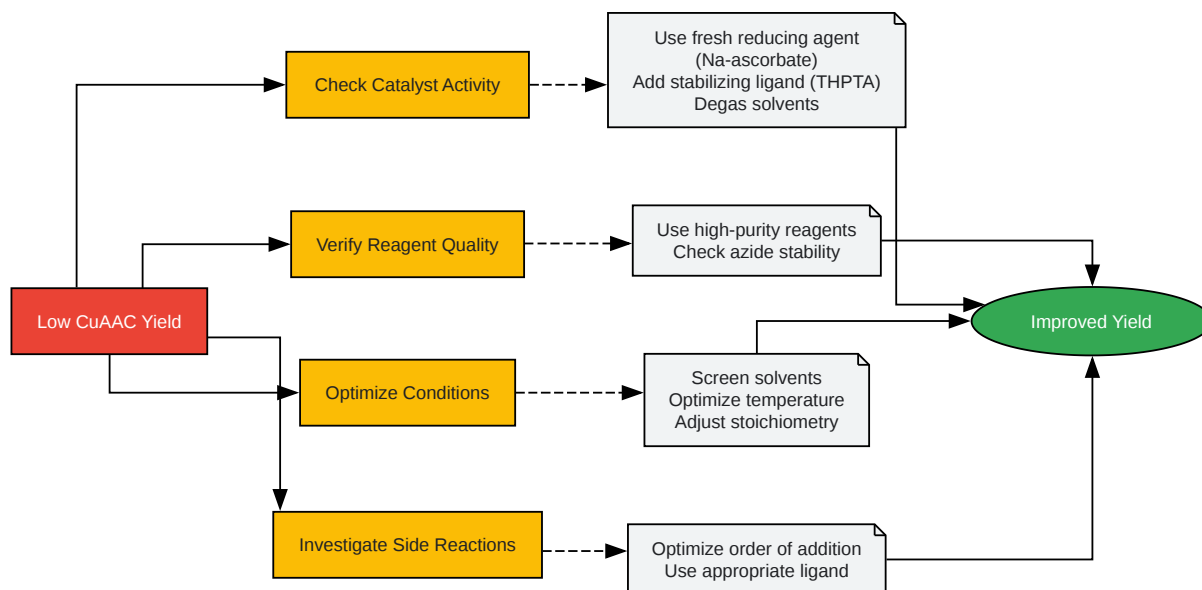 Use fresh reducing agent
(Na-ascorbate)
Add stabilizing ligand (THPTA)
Degas solvents
Check Catalyst Activity
Verify Reagent Quality
Use high-purity reagents
Check azide stability
Low CuAAC Yield
Improved Yield
Optimize Conditions
Screen solvents
Optimize temperature
Adjust stoichiometry
Investigate Side Reactions
Optimize order of addition
Use appropriate ligand